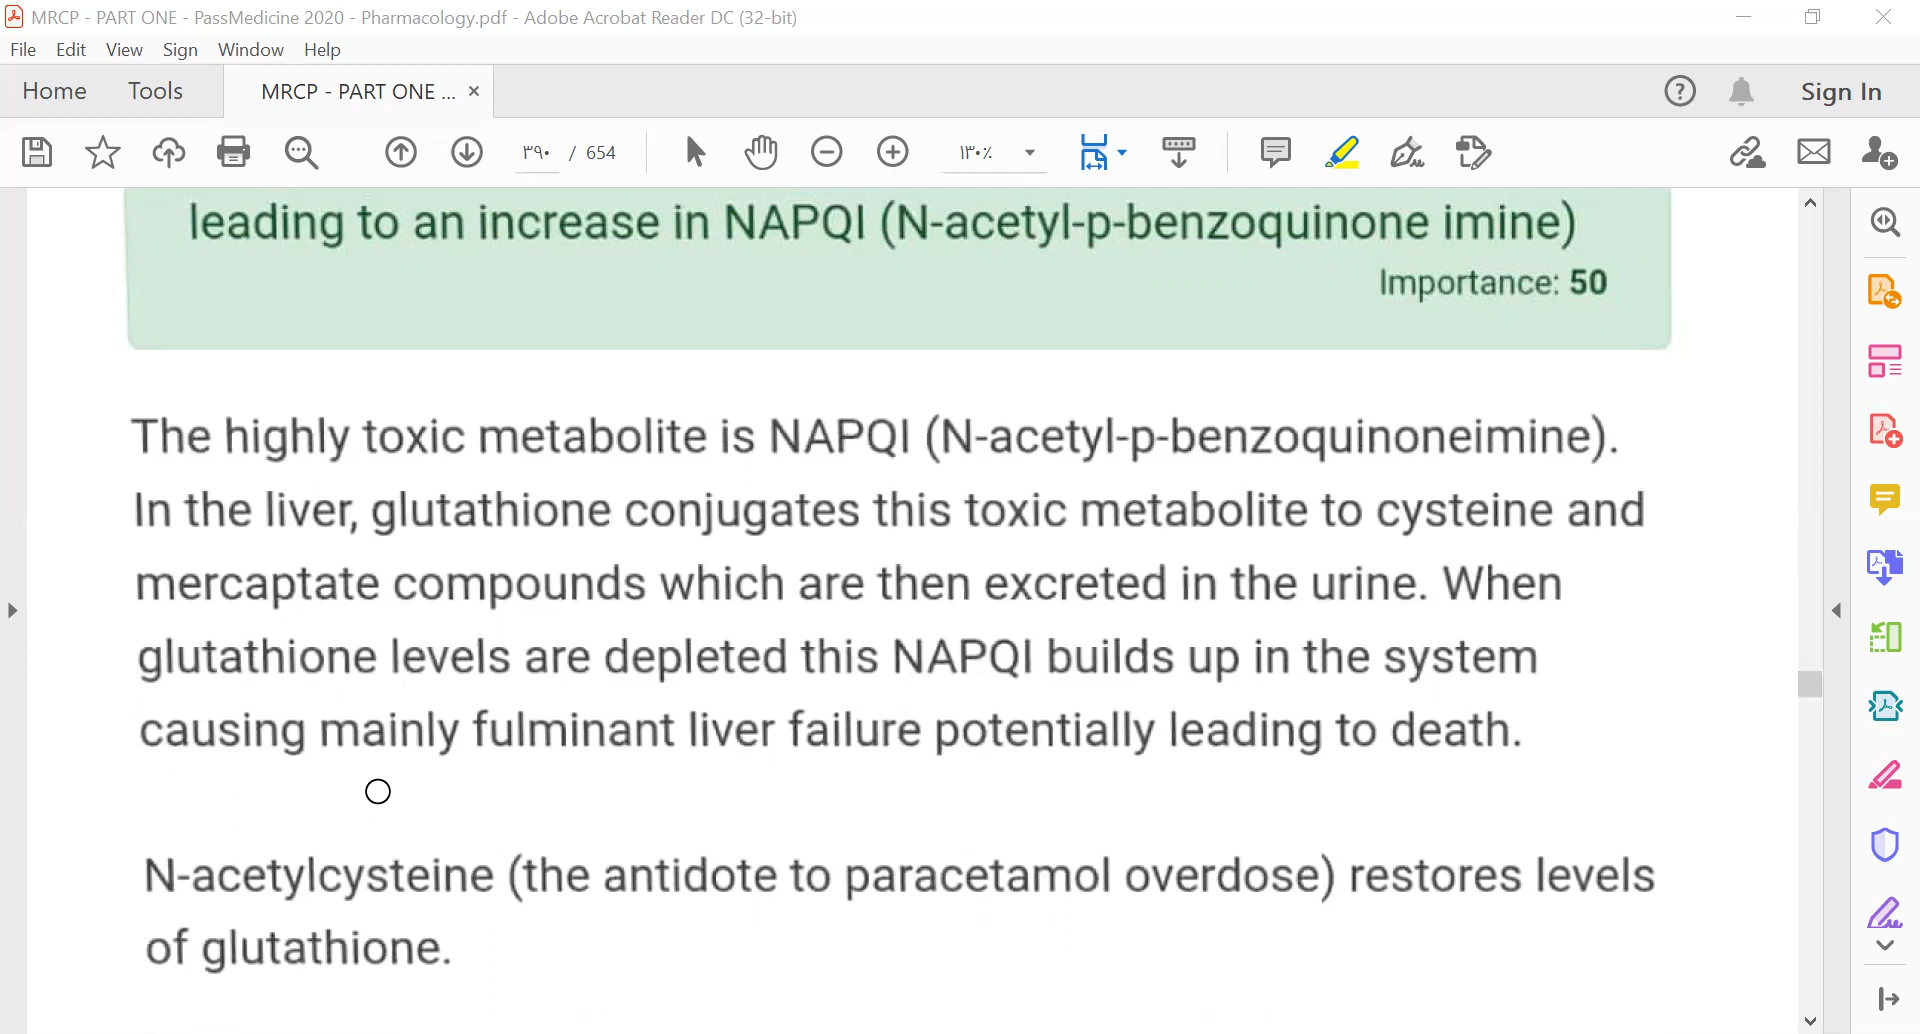 MRCP - PART ONE - PassMedicine 2020 - Pharmacology.pdf - Adobe Acrobat Reader DC (32-bit)
File Edit View Sign Window Help
Home Tools MRCP - PART ONE ... × Sign In
٣٩٠ / 654 ١٣٠٪
leading to an increase in NAPQI (N-acetyl-p-benzoquinone imine)
Importance: 50
The highly toxic metabolite is NAPQI (N-acetyl-p-benzoquinoneimine).
In the liver, glutathione conjugates this toxic metabolite to cysteine and
mercaptate compounds which are then excreted in the urine. When
glutathione levels are depleted this NAPQI builds up in the system
causing mainly fulminant liver failure potentially leading to death.
N-acetylcysteine (the antidote to paracetamol overdose) restores levels
of glutathione.